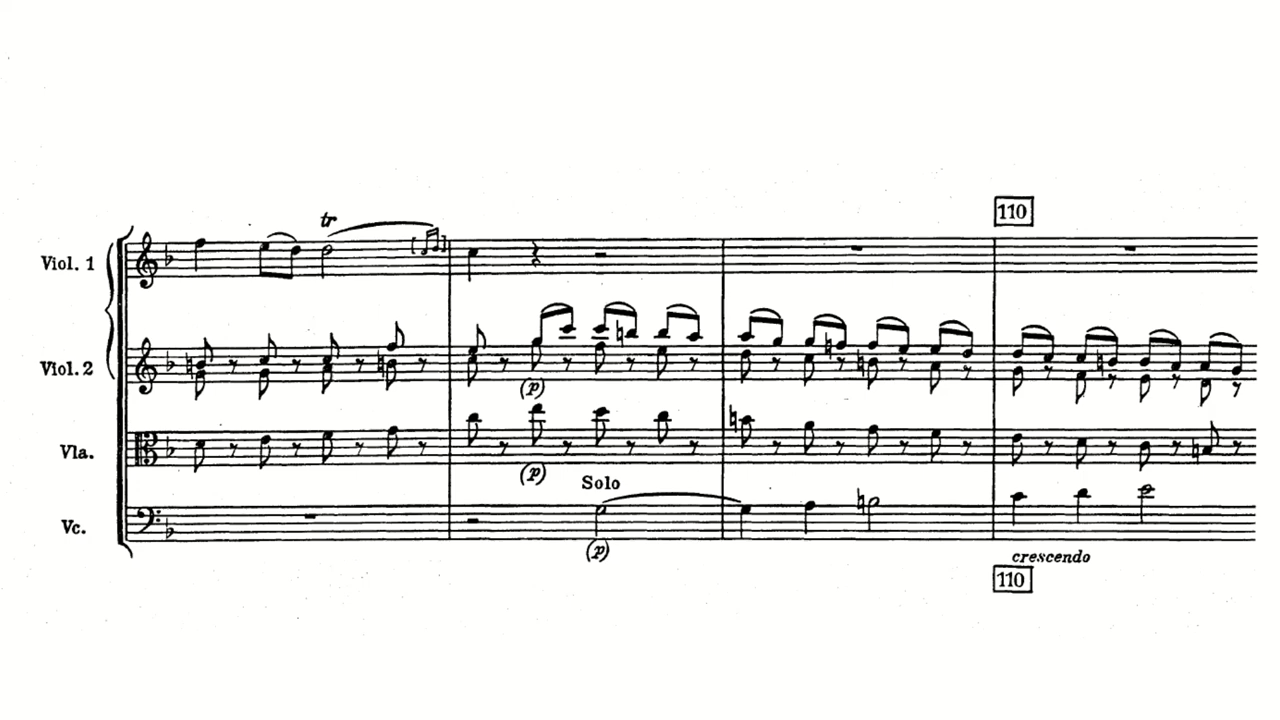 110
tr
Viol. 1
Viol. 2
(p)
Vla.
(p)
Solo
Vc.
(p)
crescendo
110